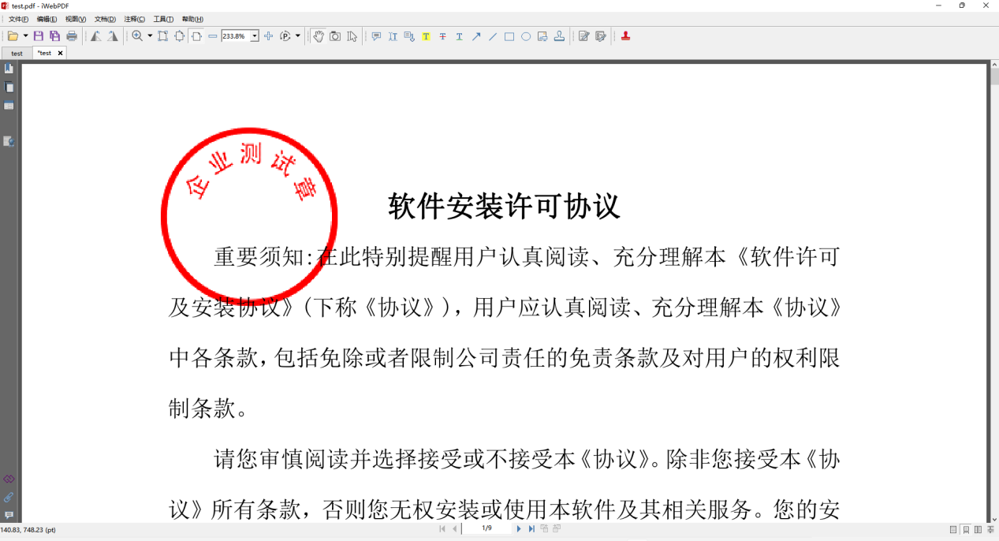 test.pdf - iWebPDF
文件(F) 编辑(E) 视图(V) 文档(D) 注释(C) 工具(T) 帮助(H)
233.8%
test *test
企业测试章
软件安装许可协议
重要须知:在此特别提醒用户认真阅读、充分理解本《软件许可
及安装协议》(下称《协议》),用户应认真阅读、充分理解本《协议》
中各条款,包括免除或者限制公司责任的免责条款及对用户的权利限
制条款。
请您审慎阅读并选择接受或不接受本《协议》。除非您接受本《协
议》所有条款,否则您无权安装或使用本软件及其相关服务。您的安
140.83, 748.23 (pt) 1/9